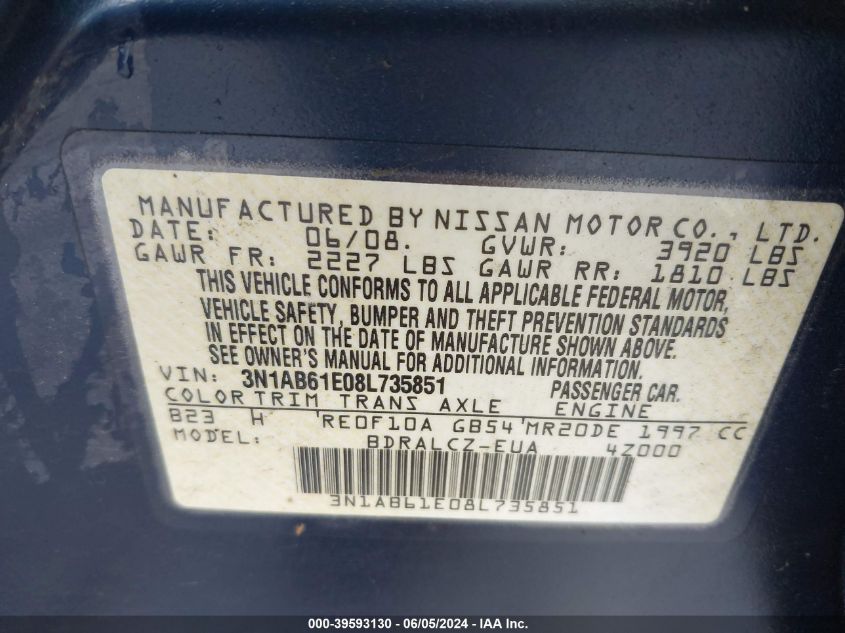 MANUFACTURED BY NISSAN MOTOR CO., LTD.
DATE: 06/08. GVWR: 3920 LBS
GAWR FR: 2227 LBS GAWR RR: 1810 LBS
THIS VEHICLE CONFORMS TO ALL APPLICABLE FEDERAL MOTOR,
VEHICLE SAFETY, BUMPER AND THEFT PREVENTION STANDARDS
IN EFFECT ON THE DATE OF MANUFACTURE SHOWN ABOVE.
SEE OWNER'S MANUAL FOR ADDITIONAL INFORMATION.
VIN: 3N1AB61E08L735851 PASSENGER CAR.
COLOR TRIM TRANS AXLE ENGINE
B23 H 'RE0F10A GB54'MR20DE 1997 CC
MODEL: BDRALCZ-EUA 4Z000
3N1AB61E08L735851
000-39593130 - 06/05/2024 - IAA Inc.